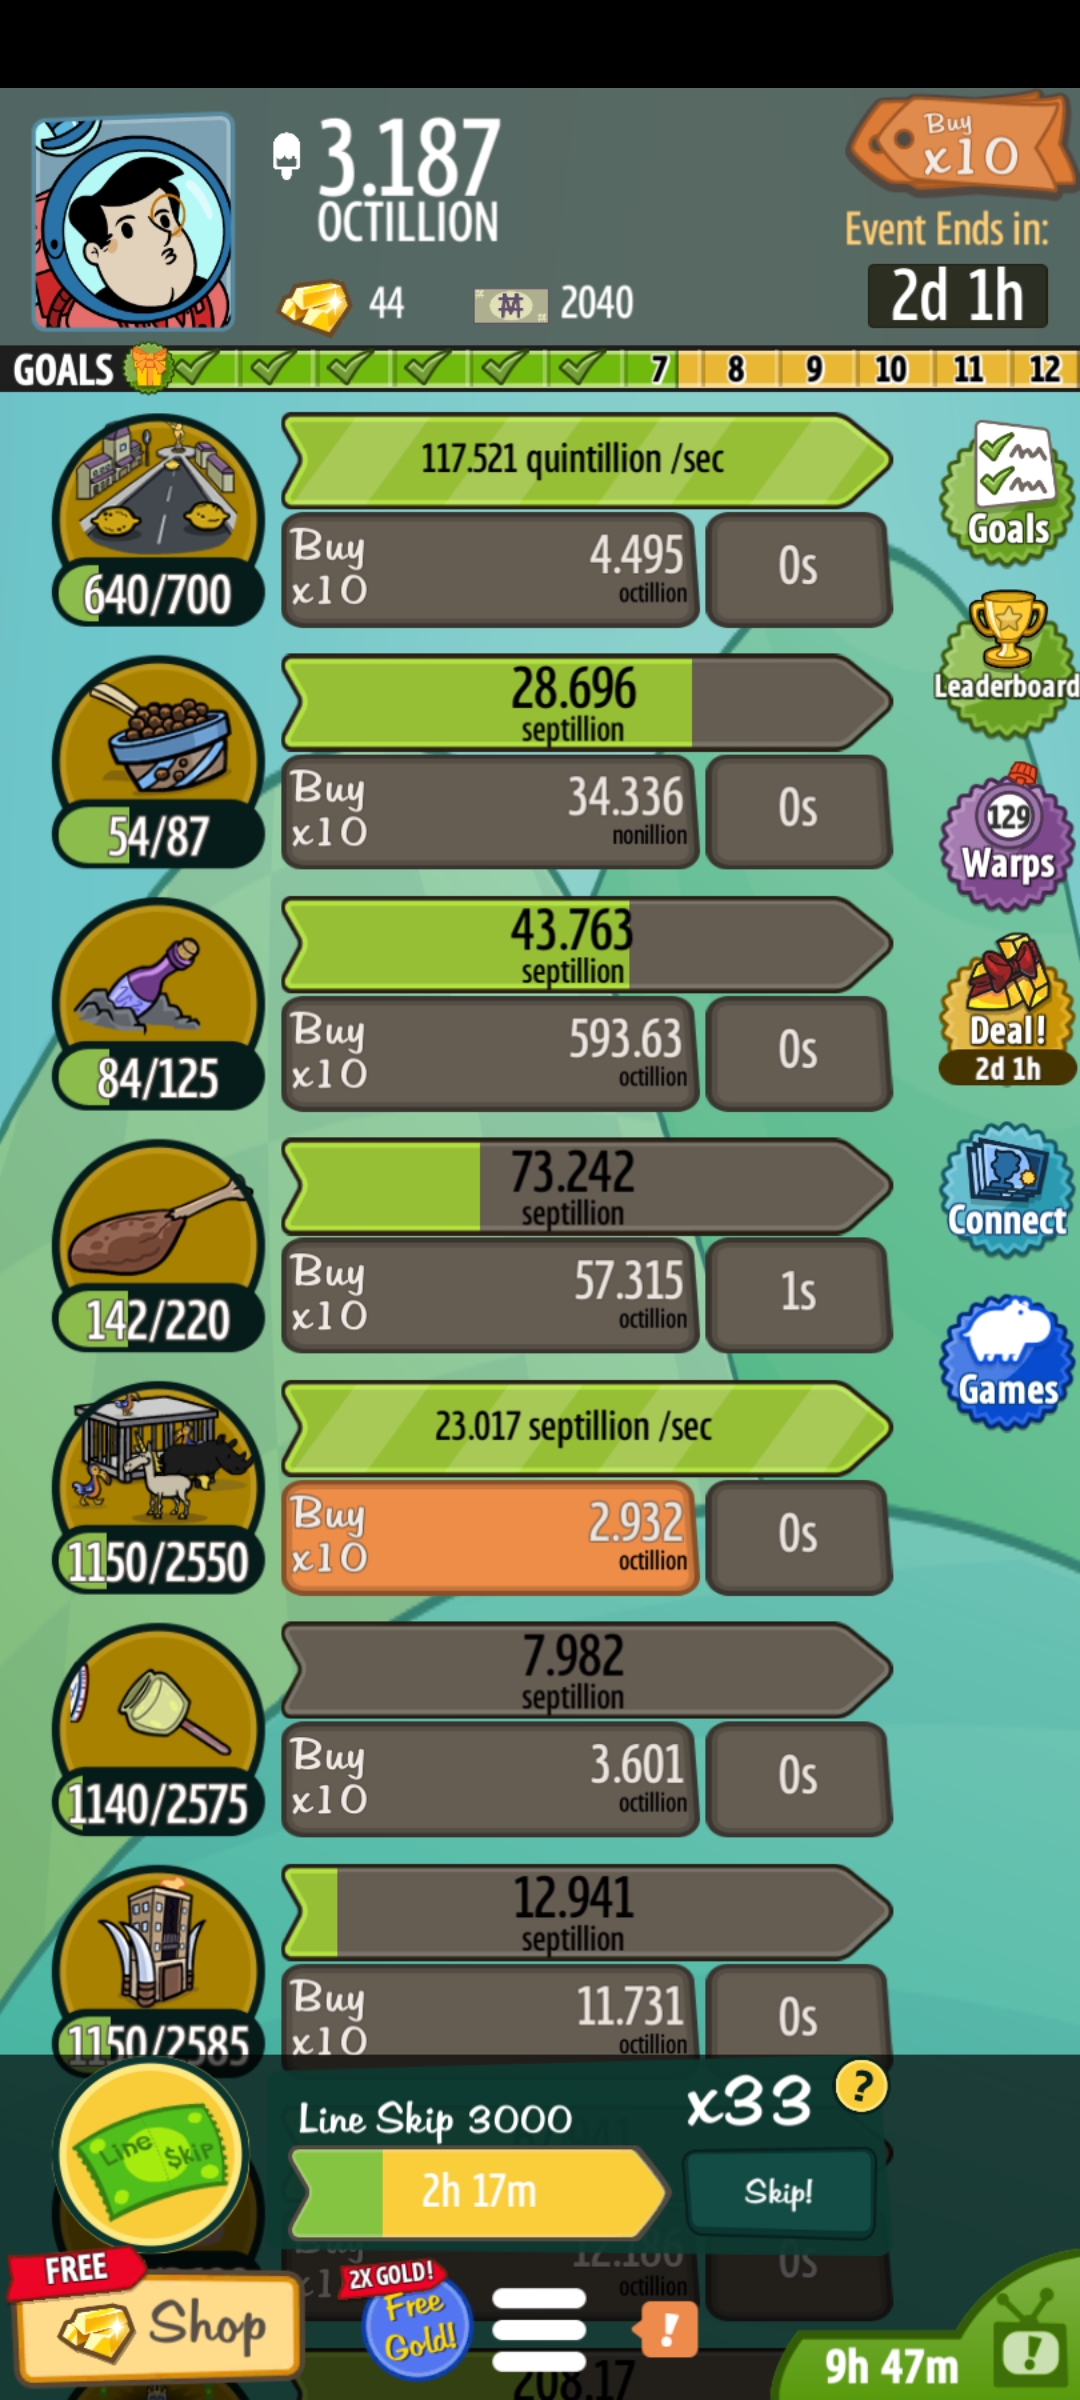 3.187
OCTILLION
44
2040
Buy
x10
Event Ends in:
2d 1h
GOALS
7
8
9
10
11
12
117.521 quintillion /sec
Buy
x10
4.495
octillion
0s
640/700
28.696
septillion
Buy
x10
34.336
nonillion
0s
54/87
43.763
septillion
Buy
x10
593.63
octillion
0s
84/125
73.242
septillion
Buy
x10
57.315
octillion
1s
142/220
23.017 septillion /sec
Buy
x10
2.932
octillion
0s
1150/2550
7.982
septillion
Buy
x10
3.601
octillion
0s
1140/2575
12.941
septillion
Buy
x10
11.731
octillion
0s
1150/2585
Goals
Leaderboard
129
Warps
Deal!
2d 1h
Connect
Games
Line Skip 3000
x33
?
Line $kip
2h 17m
Skip!
12.186
octillion
0s
FREE
Shop
2X GOLD!
Free
Gold!
!
208.17
9h 47m
!